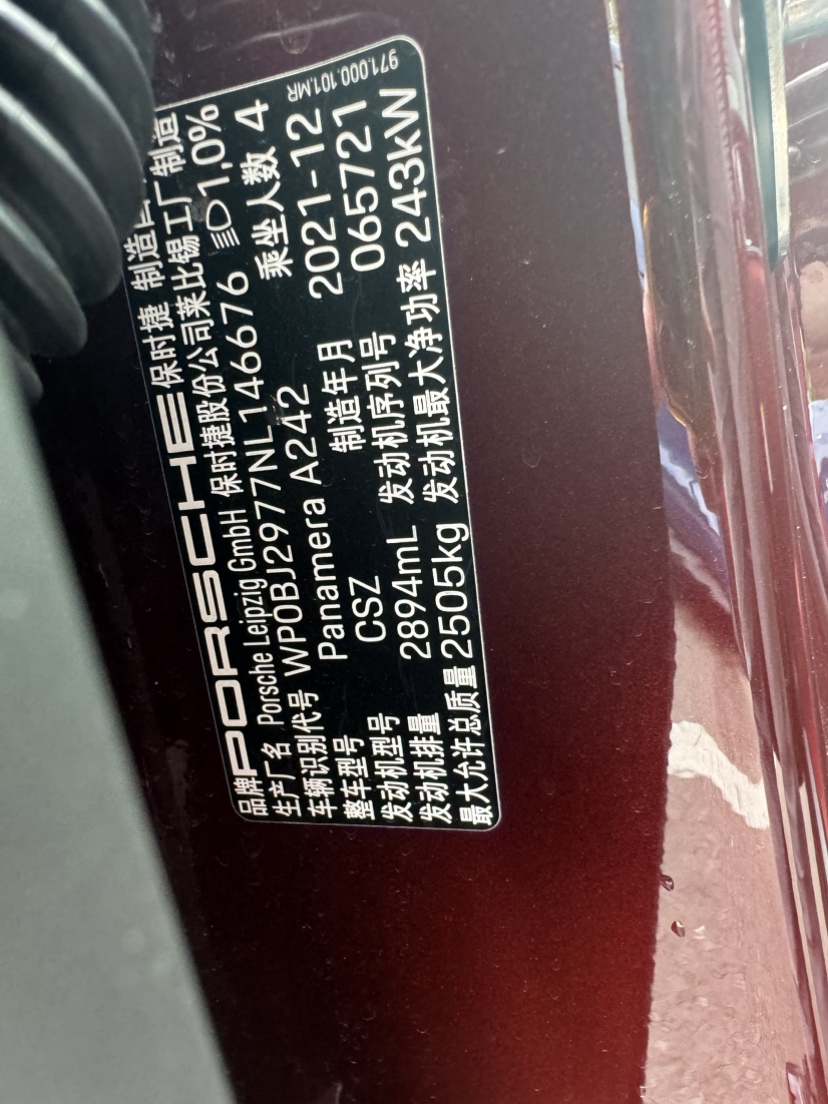 品牌 PORSCHE 保时捷 制造
生产厂名 Porsche Leipzig GmbH 保时捷股份公司莱比锡工厂 制造
车辆识别代号 WP0BJ2977NL146676 1,0%
整车型号 Panamera A242 乘坐人数 4
发动机型号 CSZ 制造年月 2021-12
发动机排量 2894mL 发动机序列号 065721
最大允许总质量 2505kg 发动机最大净功率 243kW
971.000.101.MR